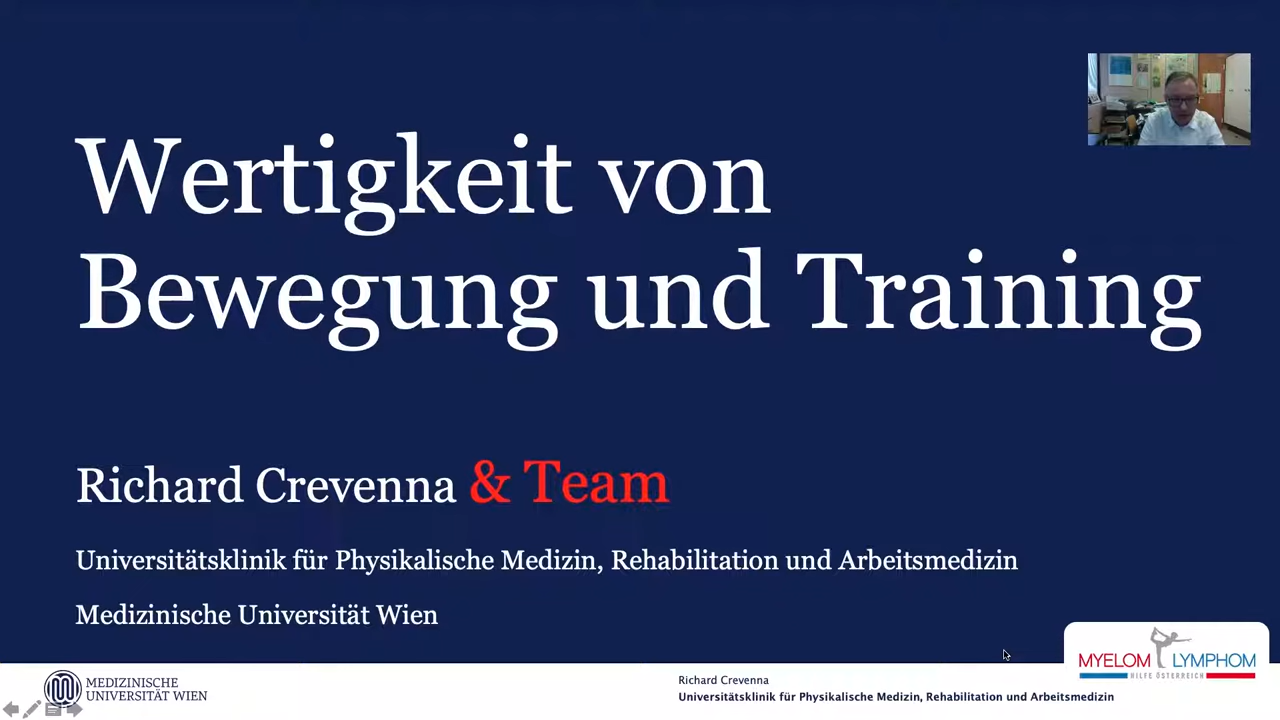 Wertigkeit von
Bewegung und Training
Richard Crevenna & Team
Universitätsklinik für Physikalische Medizin, Rehabilitation und Arbeitsmedizin
Medizinische Universität Wien
MYELOM LYMPHOM
HILFE ÖSTERREICH
MEDIZINISCHE
UNIVERSITÄT WIEN
Richard Crevenna
Universitätsklinik für Physikalische Medizin, Rehabilitation und Arbeitsmedizin